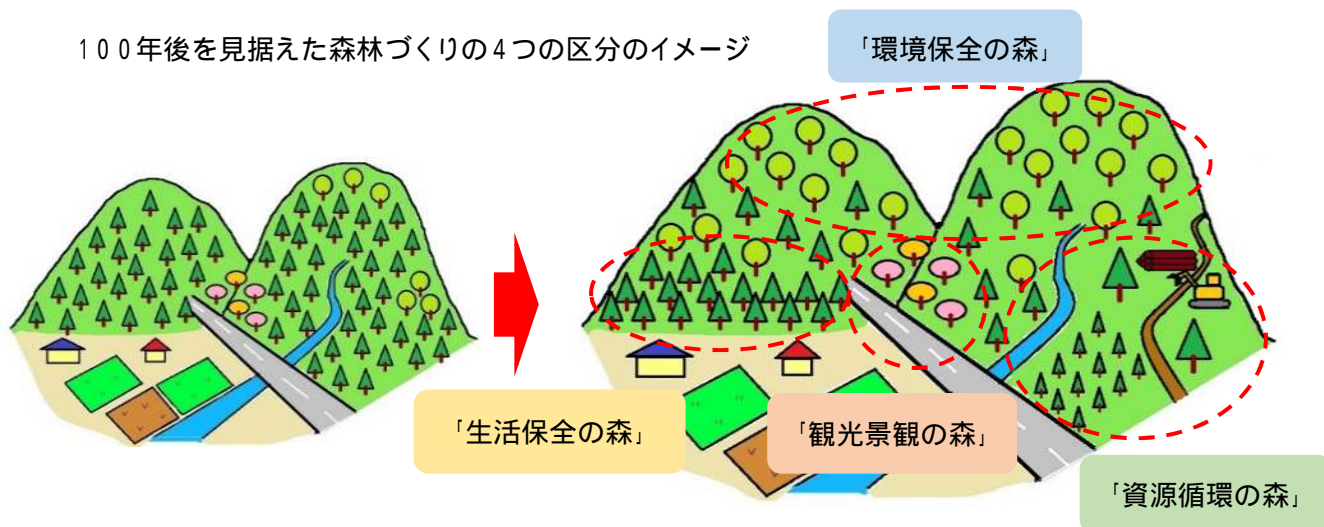 100年後を見据えた森林づくりの4つの区分のイメージ
「環境保全の森」
「生活保全の森」
「観光景観の森」
「資源循環の森」